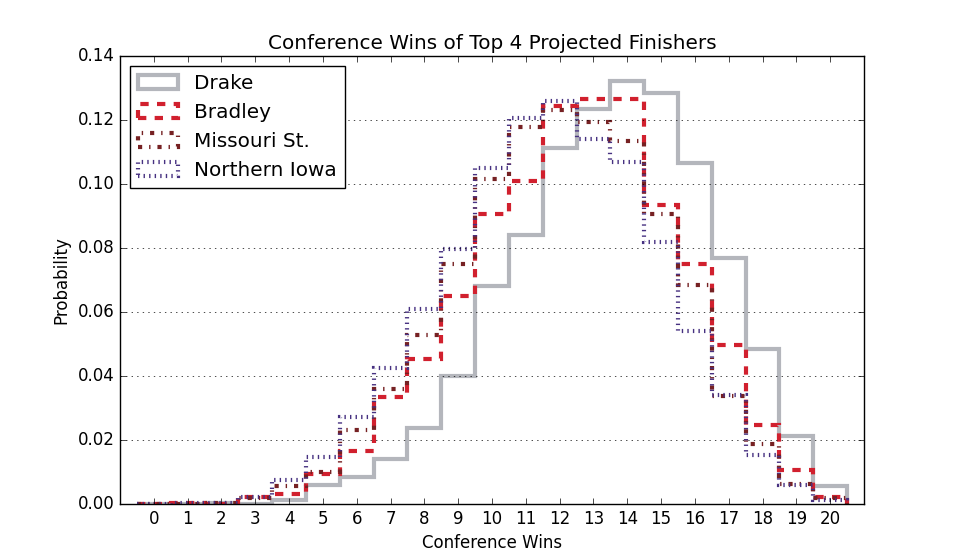 Conference Wins of Top 4 Projected Finishers
0.14
0.12
0.10
0.08
0.06
0.04
0.02
0.00
Probability
Drake
Bradley
Missouri St.
Northern Iowa
0 1 2 3 4 5 6 7 8 9 10 11 12 13 14 15 16 17 18 19 20
Conference Wins